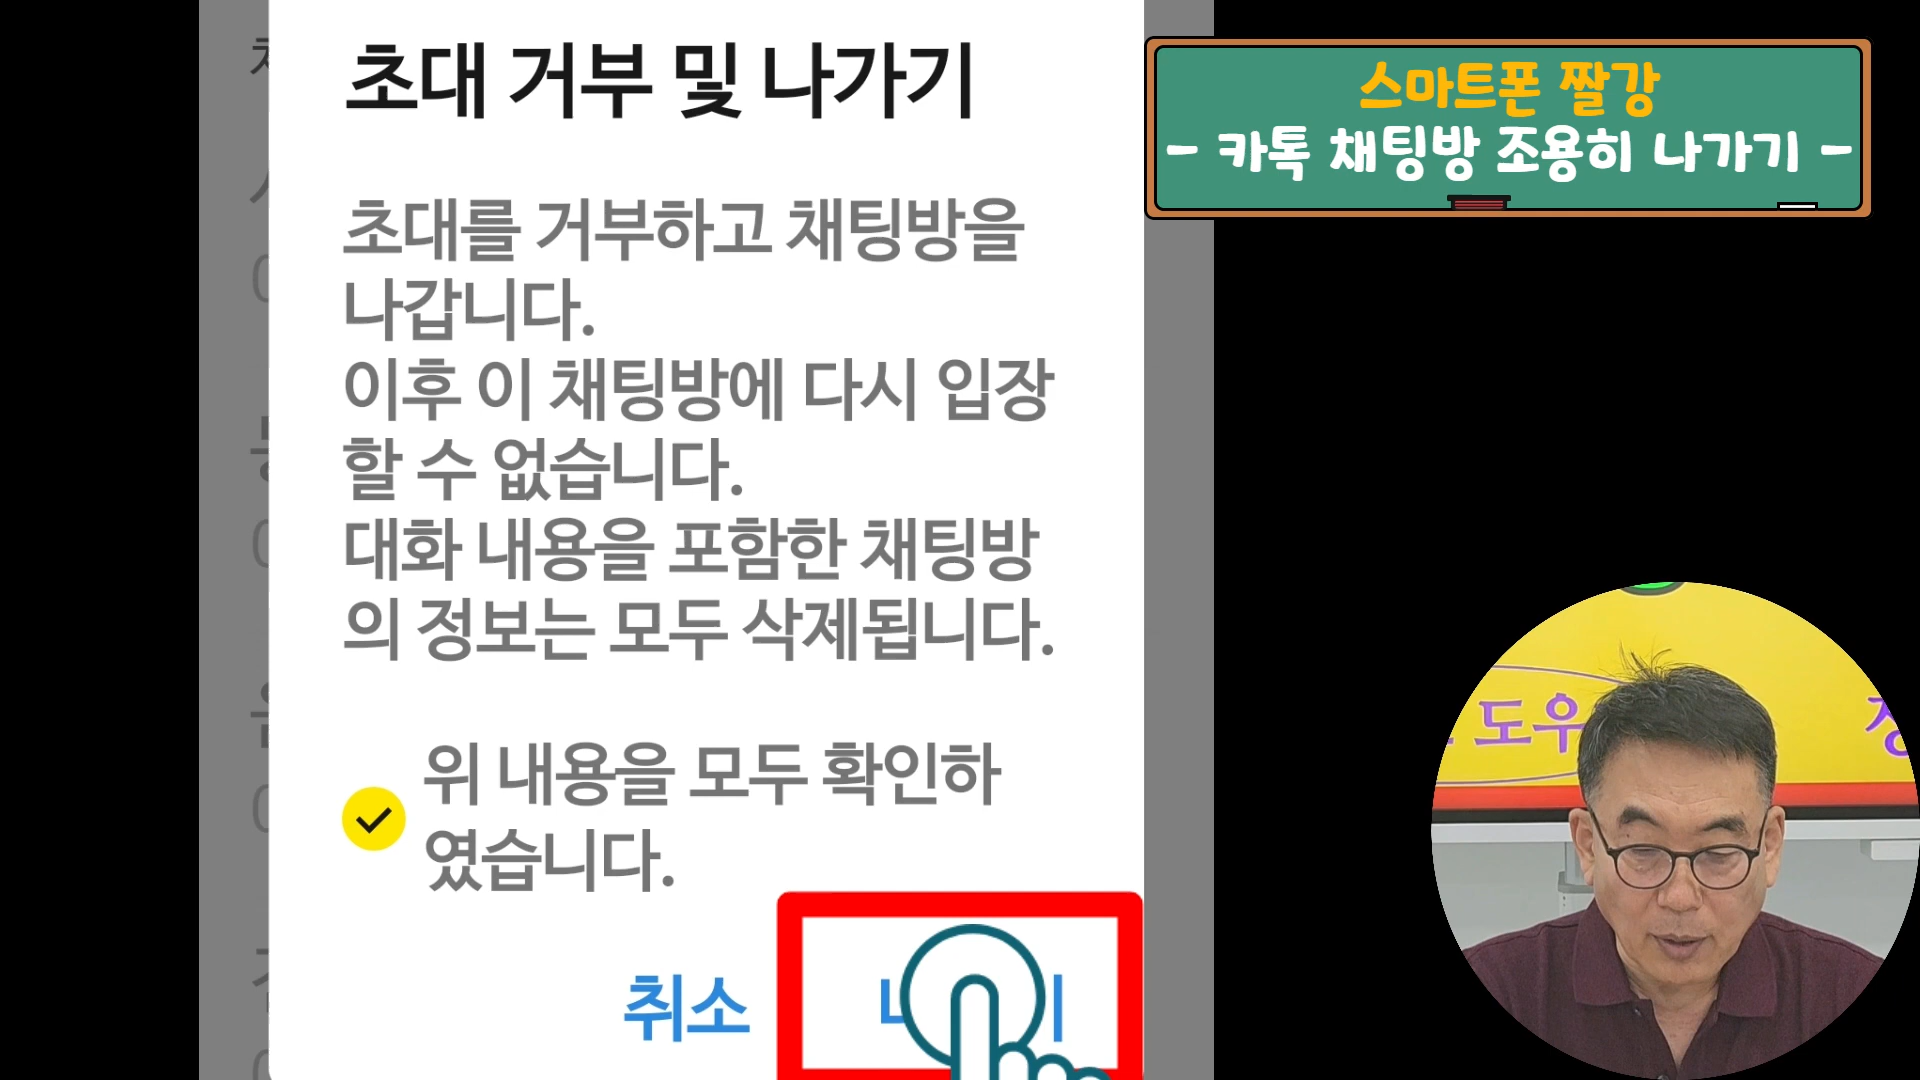 초대 거부 및 나가기
초대를 거부하고 채팅방을
나갑니다.
이후 이 채팅방에 다시 입장
할 수 없습니다.
대화 내용을 포함한 채팅방
의 정보는 모두 삭제됩니다.
위 내용을 모두 확인하
였습니다.
취소
스마트폰 짤강
- 카톡 채팅방 조용히 나가기 -
도우